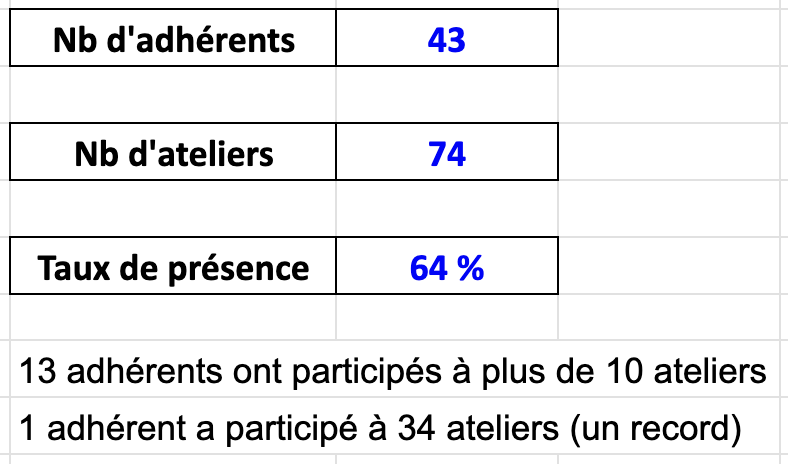 Nb d'adhérents 43
Nb d'ateliers 74
Taux de présence 64 %
13 adhérents ont participés à plus de 10 ateliers
1 adhérent a participé à 34 ateliers (un record)